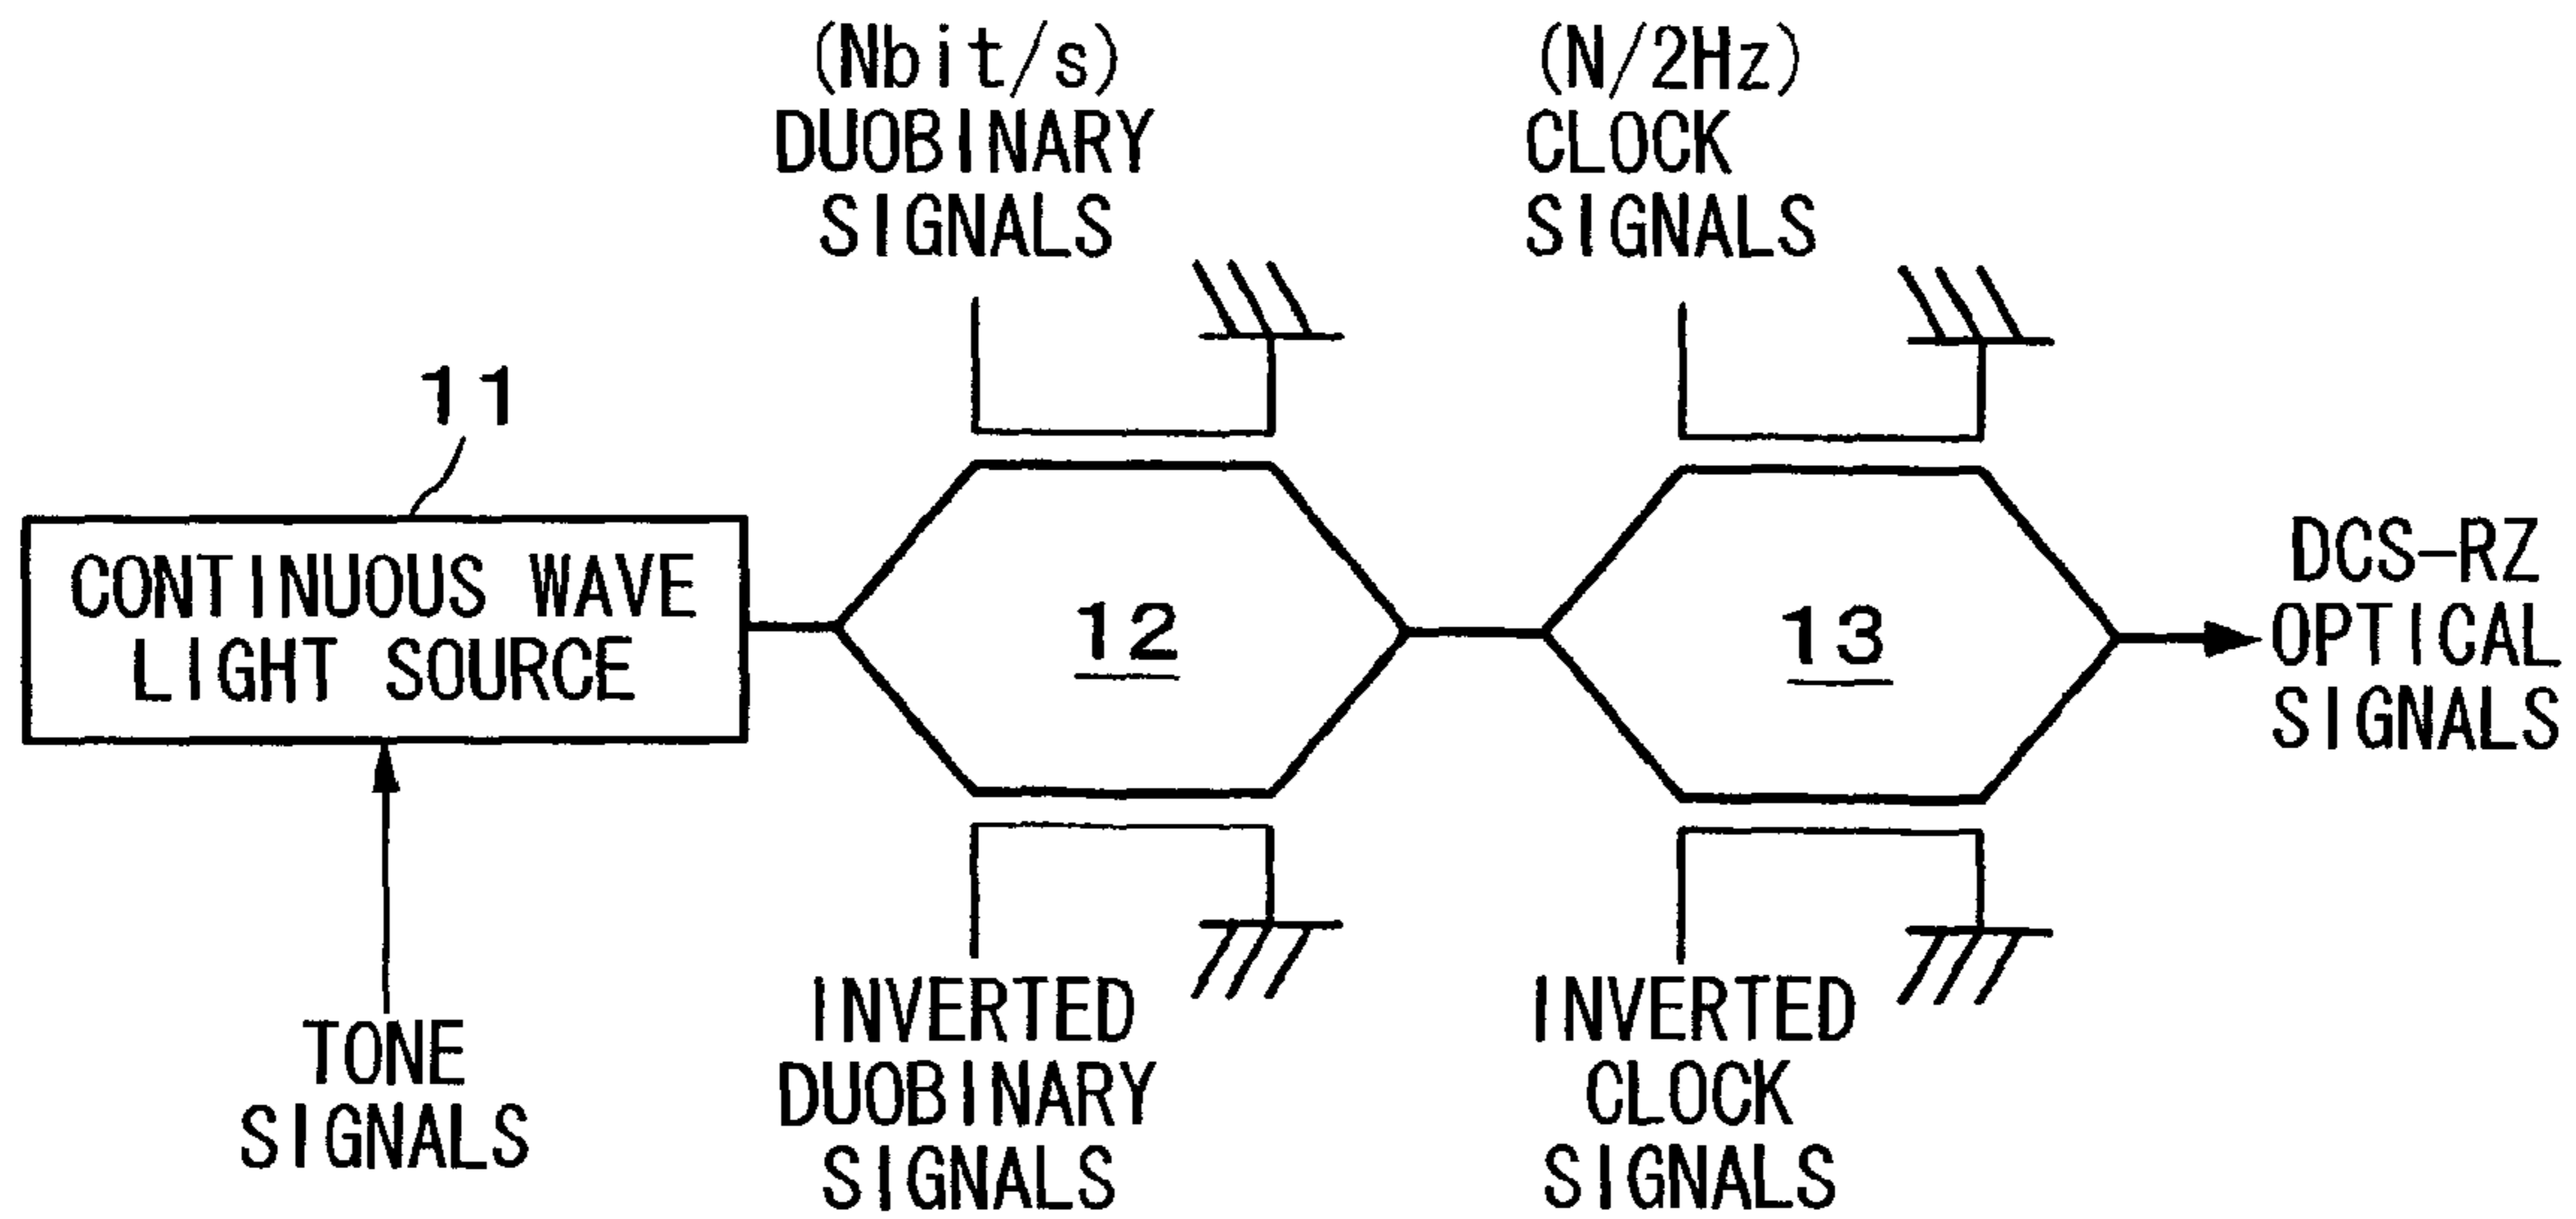 (Nbit/s)
DUOBINARY
SIGNALS
(N/2Hz)
CLOCK
SIGNALS
11
CONTINUOUS WAVE
LIGHT SOURCE
12
13
DCS-RZ
OPTICAL
SIGNALS
TONE
SIGNALS
INVERTED
DUOBINARY
SIGNALS
INVERTED
CLOCK
SIGNALS